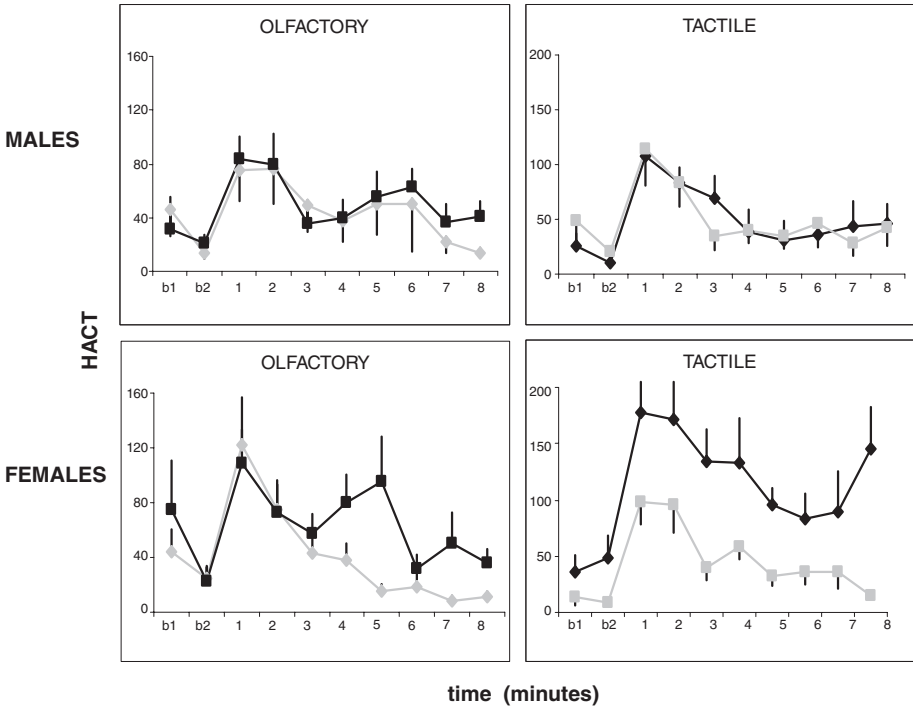 OLFACTORY
160
120
80
40
0
b1 b2 1 2 3 4 5 6 7 8
TACTILE
200
150
100
50
0
b1 b2 1 2 3 4 5 6 7 8
MALES
HACT
OLFACTORY
160
120
80
40
0
b1 b2 1 2 3 4 5 6 7 8
TACTILE
200
150
100
50
0
b1 b2 1 2 3 4 5 6 7 8
FEMALES
time (minutes)